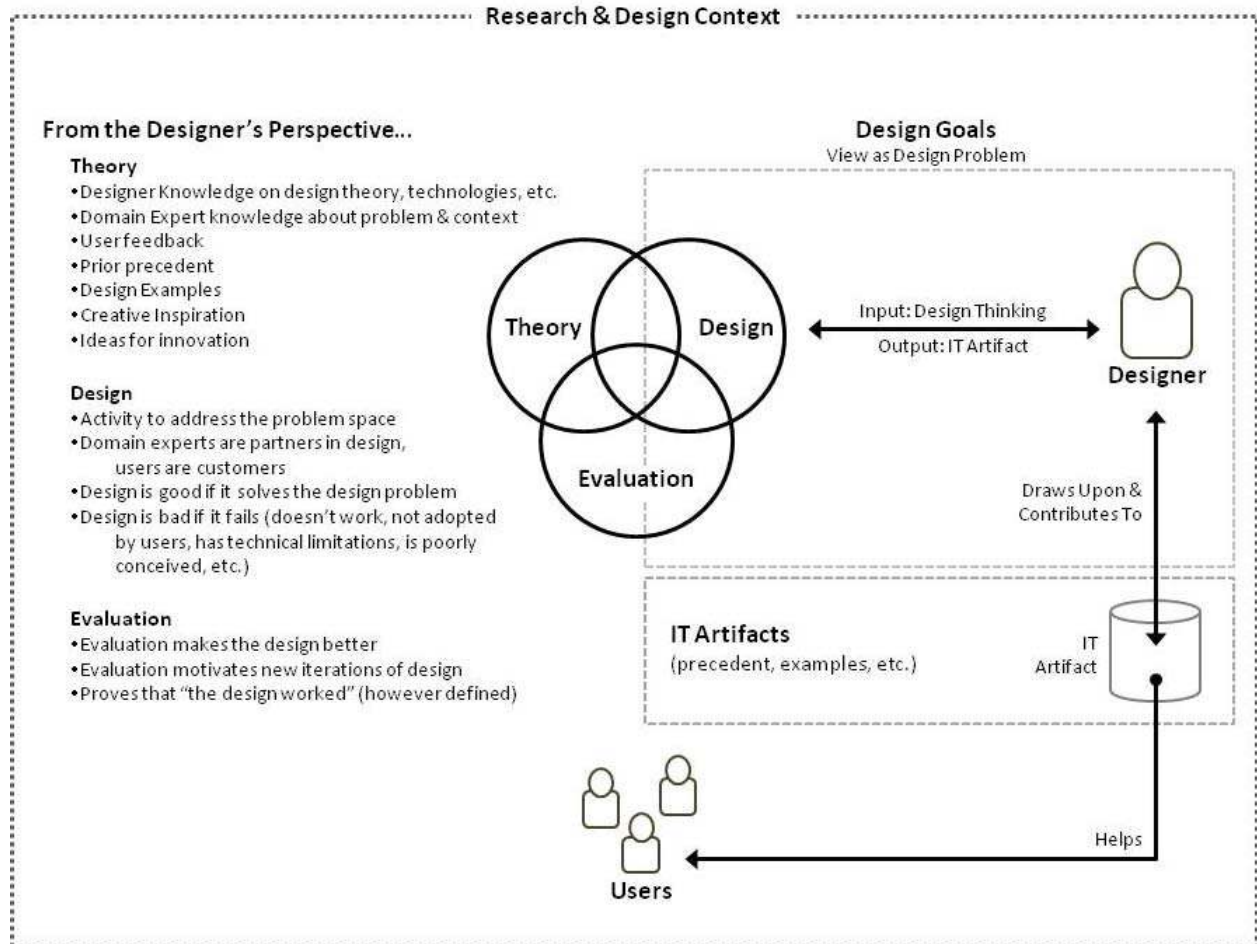 Research & Design Context
From the Designer's Perspective...
Theory
•Designer Knowledge on design theory, technologies, etc.
•Domain Expert knowledge about problem & context
•User feedback
•Prior precedent
•Design Examples
•Creative Inspiration
•Ideas for innovation
Design
•Activity to address the problem space
•Domain experts are partners in design,
users are customers
•Design is good if it solves the design problem
•Design is bad if it fails (doesn't work, not adopted
by users, has technical limitations, is poorly
conceived, etc.)
Evaluation
•Evaluation makes the design better
•Evaluation motivates new iterations of design
•Proves that “the design worked” (however defined)
Design Goals
View as Design Problem
Theory
Design
Evaluation
Input: Design Thinking
Output: IT Artifact
Designer
Draws Upon &
Contributes To
IT Artifacts
(precedent, examples, etc.)
IT
Artifact
Helps
Users